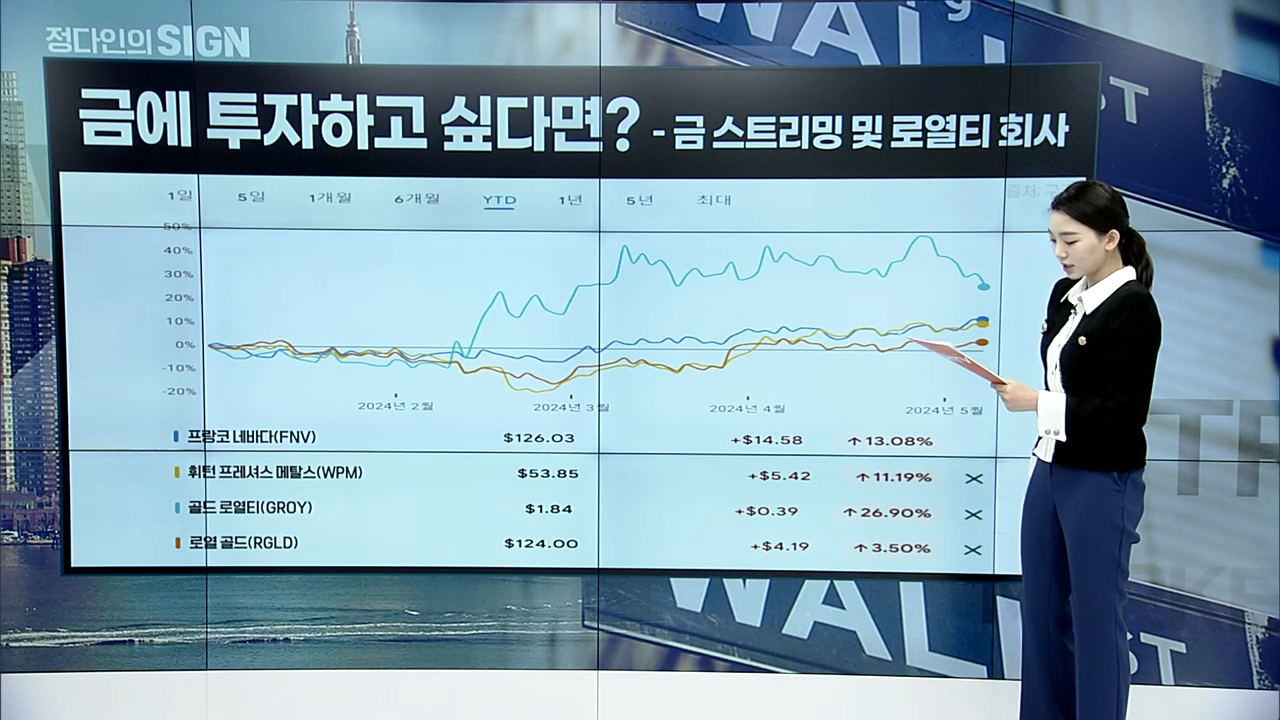 정다인의 SIGN
금에 투자하고 싶다면? - 금 스트리밍 및 로열티 회사
1일 5일 1개월 6개월 YTD 1년 5년 최대
50%
40%
30%
20%
10%
0%
-10%
-20%
2024년 2월 2024년 3월 2024년 4월 2024년 5월
프랑코 네바다(FNV) $126.03 +$14.58 ↑13.08%
휘턴 프레셔스 메탈스(WPM) $53.85 +$5.42 ↑11.19% ×
골드 로열티(GROY) $1.84 +$0.39 ↑26.90% ×
로열 골드(RGLD) $124.00 +$4.19 ↑3.50% ×
WALL
ST
WALL
ST